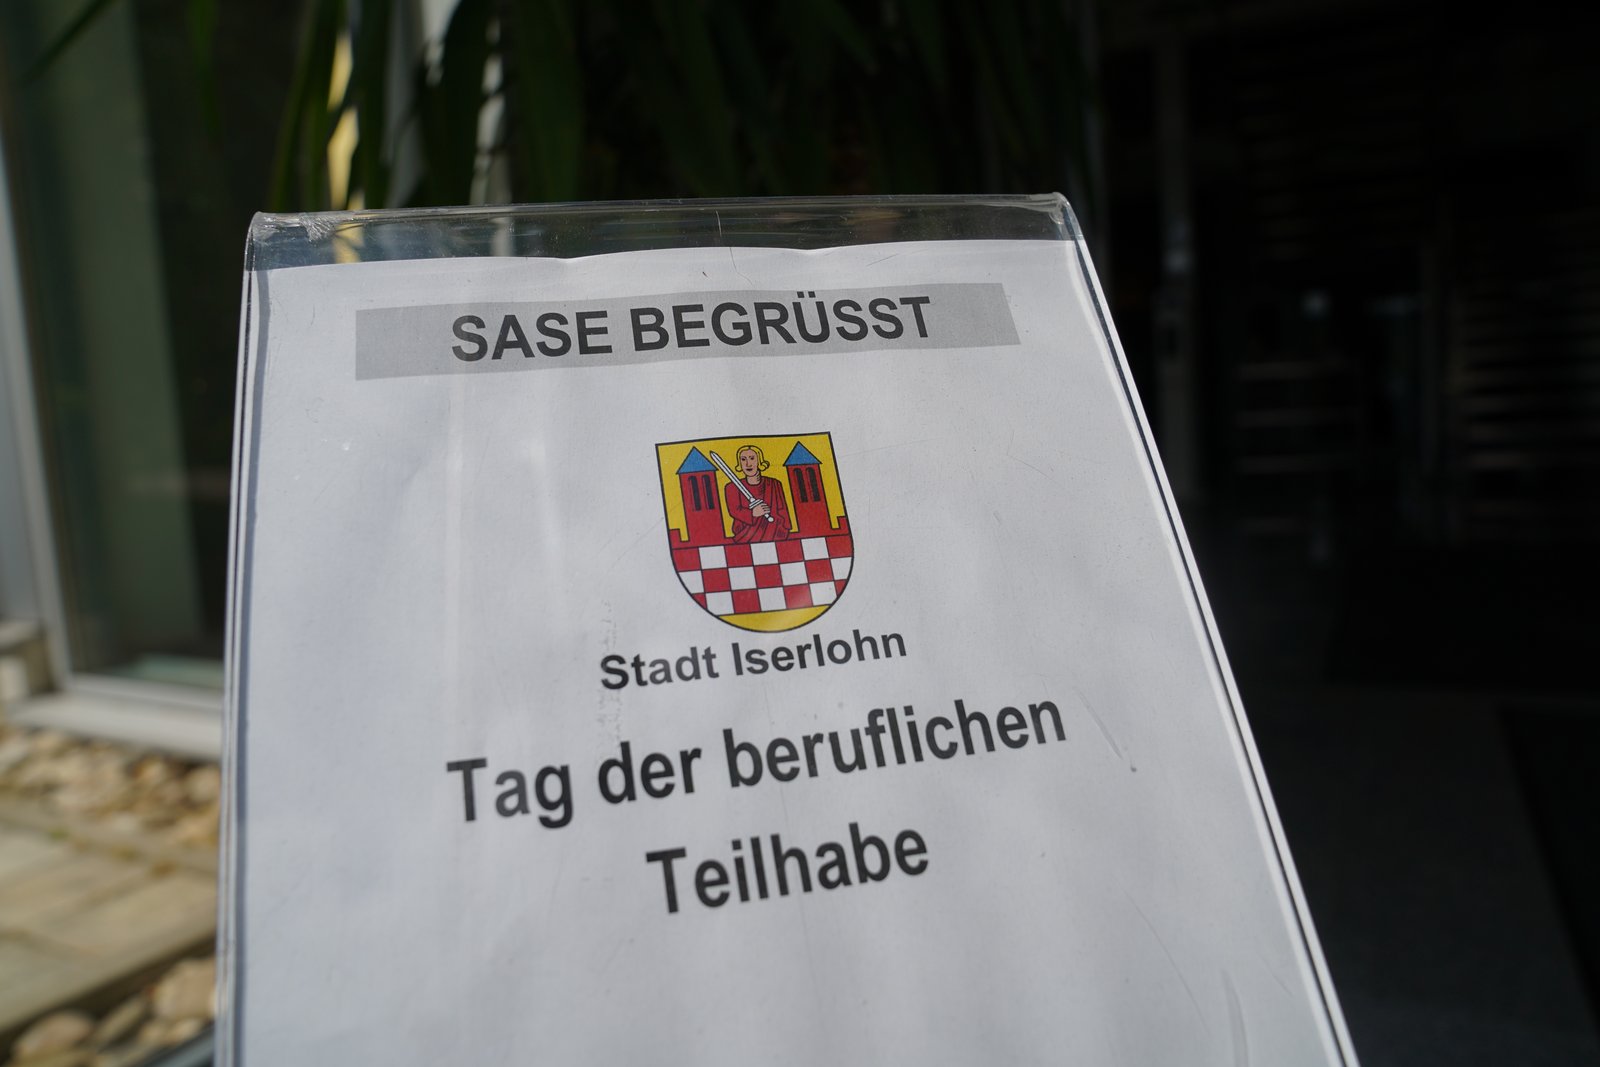 SASE BEGRÜSST
Stadt Iserlohn
Tag der beruflichen
Teilhabe